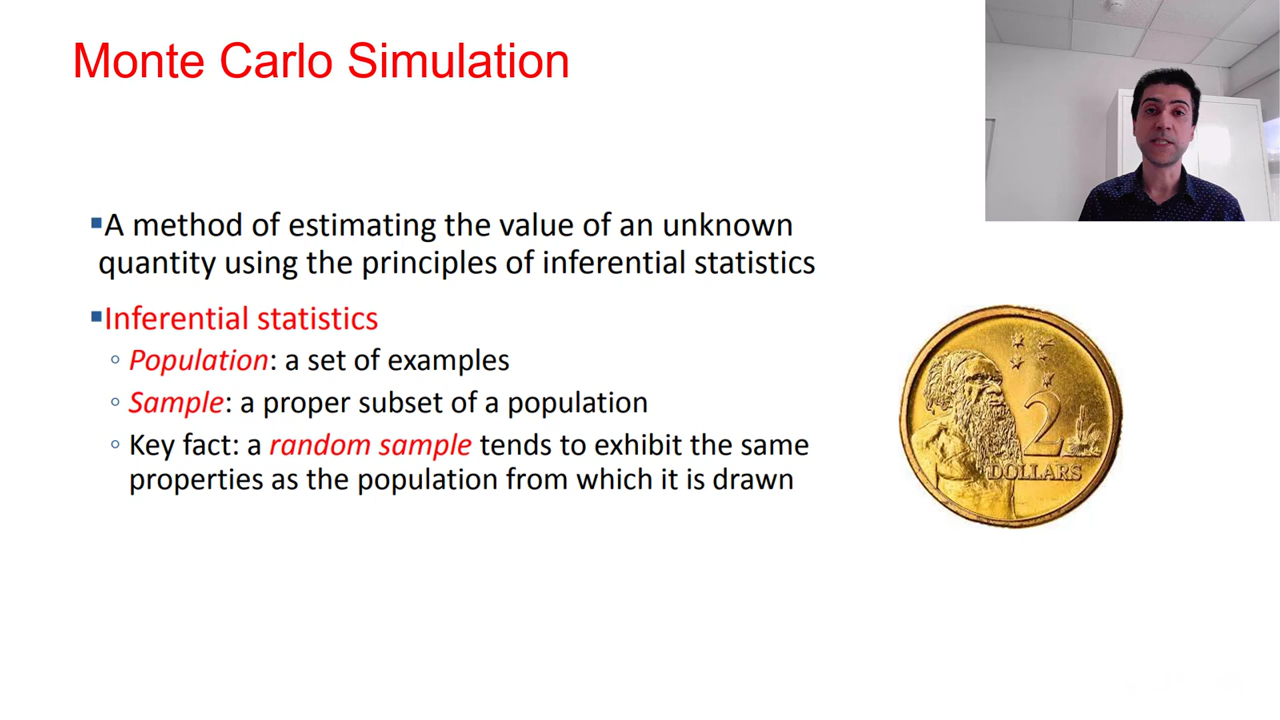 Monte Carlo Simulation
▪A method of estimating the value of an unknown
quantity using the principles of inferential statistics
▪Inferential statistics
◦ Population: a set of examples
◦ Sample: a proper subset of a population
◦ Key fact: a random sample tends to exhibit the same
properties as the population from which it is drawn
2
DOLLARS